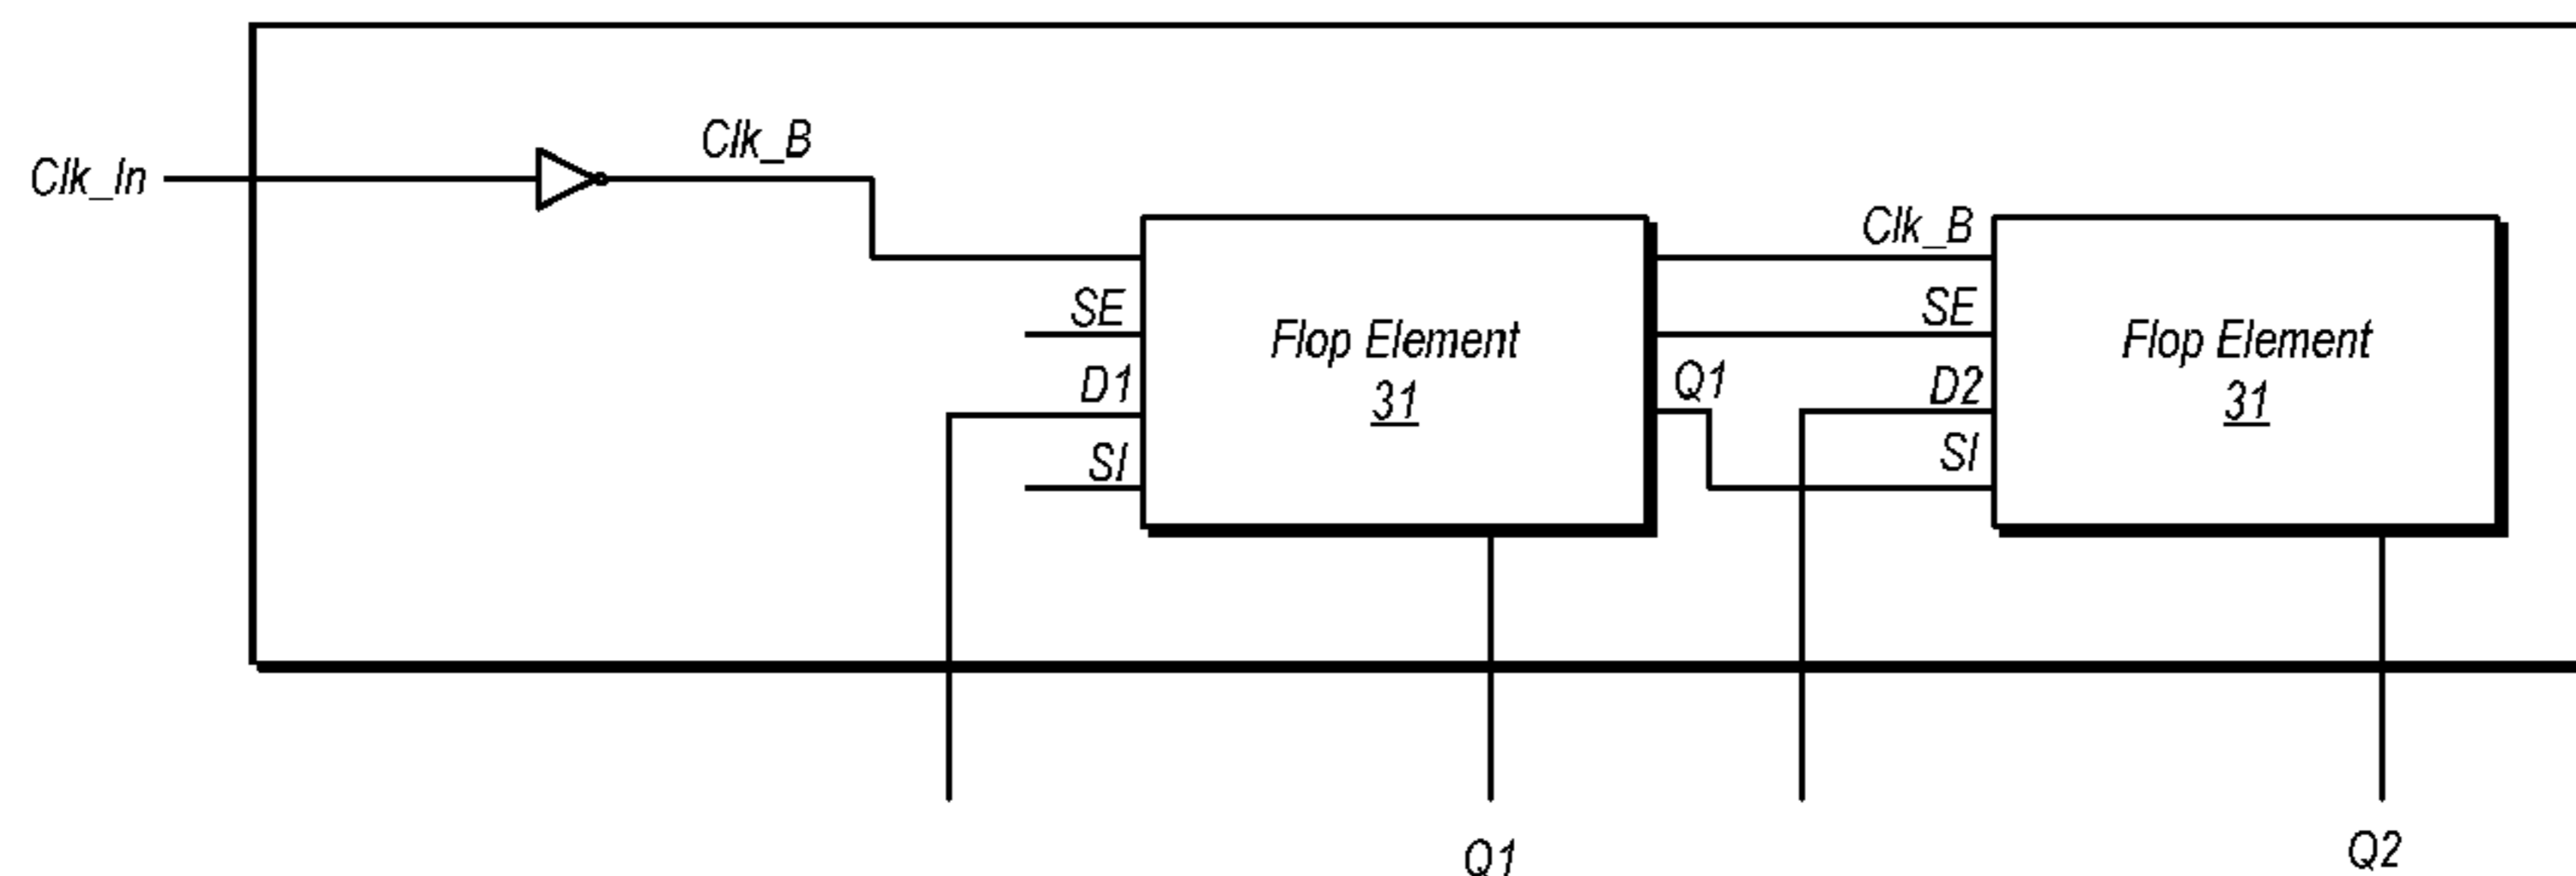 Clk_B
Clk_In
Clk_B
SE
SE
Flop Element
31
Flop Element
31
D1
Q1
D2
SI
SI
Q1
Q2